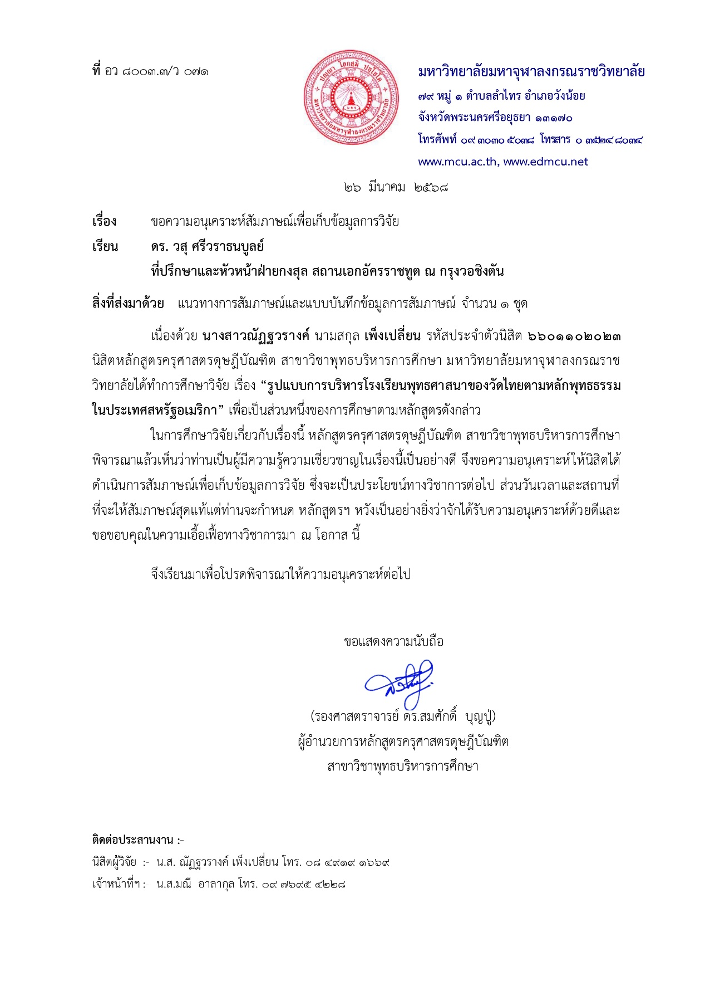 ที่ อว ๘๐๐๓.๓/ว ๐๗๑
ปญฺญา โลกสฺมิ ปชฺโชโต
มจร
มหาวิทยาลัยมหาจุฬาลงกรณราชวิทยาลัย
มหาวิทยาลัยมหาจุฬาลงกรณราชวิทยาลัย
๗๙ หมู่ ๑ ตำบลลำไทร อำเภอวังน้อย
จังหวัดพระนครศรีอยุธยา ๑๓๑๗๐
โทรศัพท์ ๐๙ ๓๐๓๐ ๕๐๓๘ โทรสาร ๐ ๓๕๒๔ ๘๐๓๔
www.mcu.ac.th, www.edmcu.net
๒๖ มีนาคม ๒๕๖๘
เรื่อง ขอความอนุเคราะห์สัมภาษณ์เพื่อเก็บข้อมูลการวิจัย
เรียน ดร. วสุ ศรีวราธนบูลย์
ที่ปรึกษาและหัวหน้าฝ่ายกงสุล สถานเอกอัครราชทูต ณ กรุงวอชิงตัน
สิ่งที่ส่งมาด้วย แนวทางการสัมภาษณ์และแบบบันทึกข้อมูลการสัมภาษณ์ จำนวน ๑ ชุด
เนื่องด้วย นางสาวณัฏฐวรางค์ นามสกุล เพ็งเปลี่ยน รหัสประจำตัวนิสิต ๖๖๐๑๑๐๒๐๒๓
นิสิตหลักสูตรครุศาสตรดุษฎีบัณฑิต สาขาวิชาพุทธบริหารการศึกษา มหาวิทยาลัยมหาจุฬาลงกรณราช
วิทยาลัยได้ทำการศึกษาวิจัย เรื่อง “รูปแบบการบริหารโรงเรียนพุทธศาสนาของวัดไทยตามหลักพุทธธรรม
ในประเทศสหรัฐอเมริกา” เพื่อเป็นส่วนหนึ่งของการศึกษาตามหลักสูตรดังกล่าว
ในการศึกษาวิจัยเกี่ยวกับเรื่องนี้ หลักสูตรครุศาสตรดุษฎีบัณฑิต สาขาวิชาพุทธบริหารการศึกษา
พิจารณาแล้วเห็นว่าท่านเป็นผู้มีความรู้ความเชี่ยวชาญในเรื่องนี้เป็นอย่างดี จึงขอความอนุเคราะห์ให้นิสิตได้
ดำเนินการสัมภาษณ์เพื่อเก็บข้อมูลการวิจัย ซึ่งจะเป็นประโยชน์ทางวิชาการต่อไป ส่วนวันเวลาและสถานที่
ที่จะให้สัมภาษณ์สุดแท้แต่ท่านจะกำหนด หลักสูตรฯ หวังเป็นอย่างยิ่งว่าจักได้รับความอนุเคราะห์ด้วยดีและ
ขอขอบคุณในความเอื้อเฟื้อทางวิชาการมา ณ โอกาส นี้
จึงเรียนมาเพื่อโปรดพิจารณาให้ความอนุเคราะห์ต่อไป
ขอแสดงความนับถือ
(รองศาสตราจารย์ ดร.สมศักดิ์ บุญปู่)
ผู้อำนวยการหลักสูตรครุศาสตรดุษฎีบัณฑิต
สาขาวิชาพุทธบริหารการศึกษา
ติดต่อประสานงาน :-
นิสิตผู้วิจัย :- น.ส. ณัฏฐวรางค์ เพ็งเปลี่ยน โทร. ๐๘ ๔๙๑๙ ๑๖๖๙
เจ้าหน้าที่ฯ :- น.ส.มณี อาลากุล โทร. ๐๙ ๗๖๙๕ ๔๒๒๘